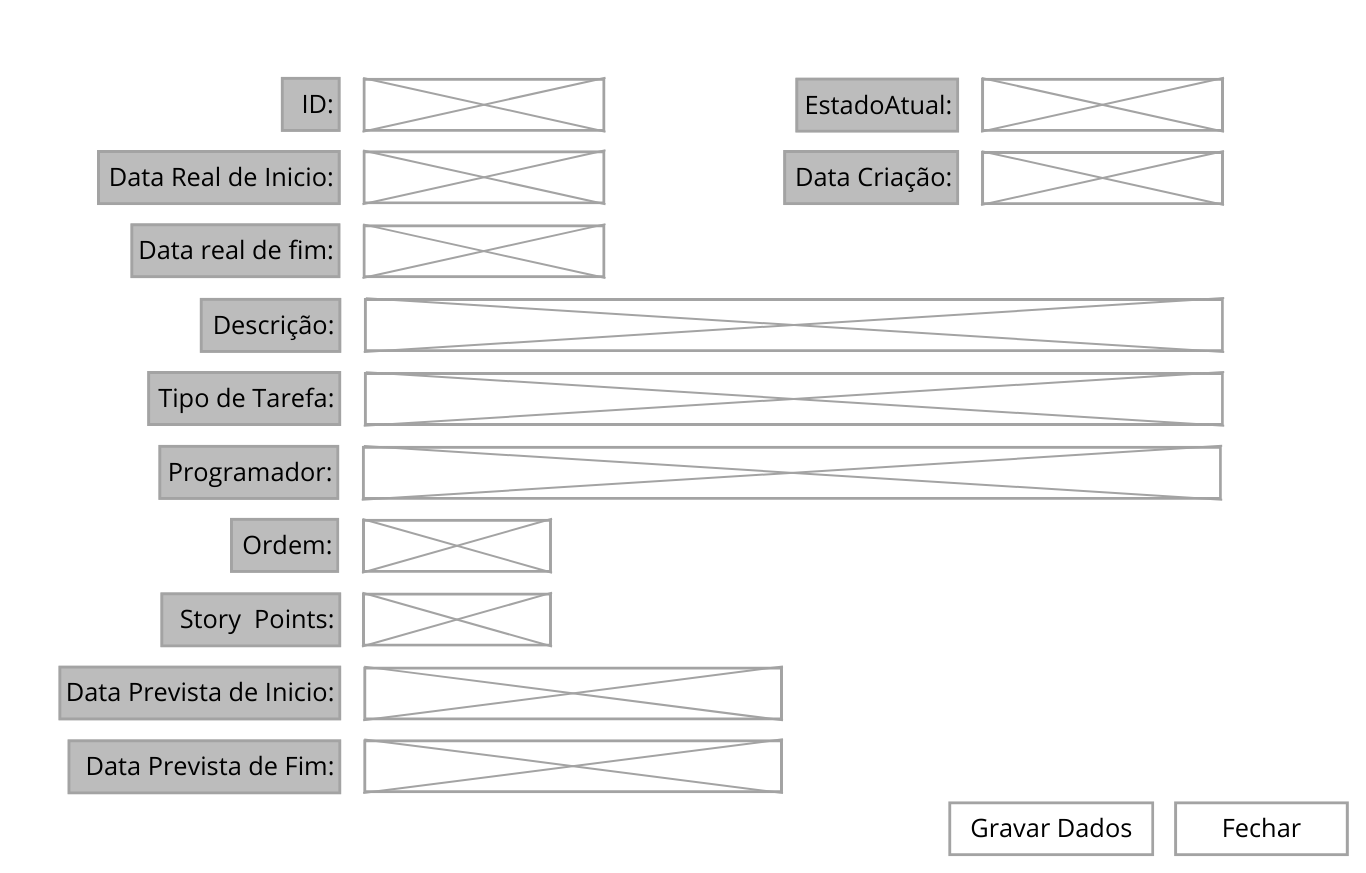 ID:
EstadoAtual:
Data Real de Inicio:
Data Criação:
Data real de fim:
Descrição:
Tipo de Tarefa:
Programador:
Ordem:
Story  Points:
Data Prevista de Inicio:
Data Prevista de Fim:
Gravar Dados
Fechar